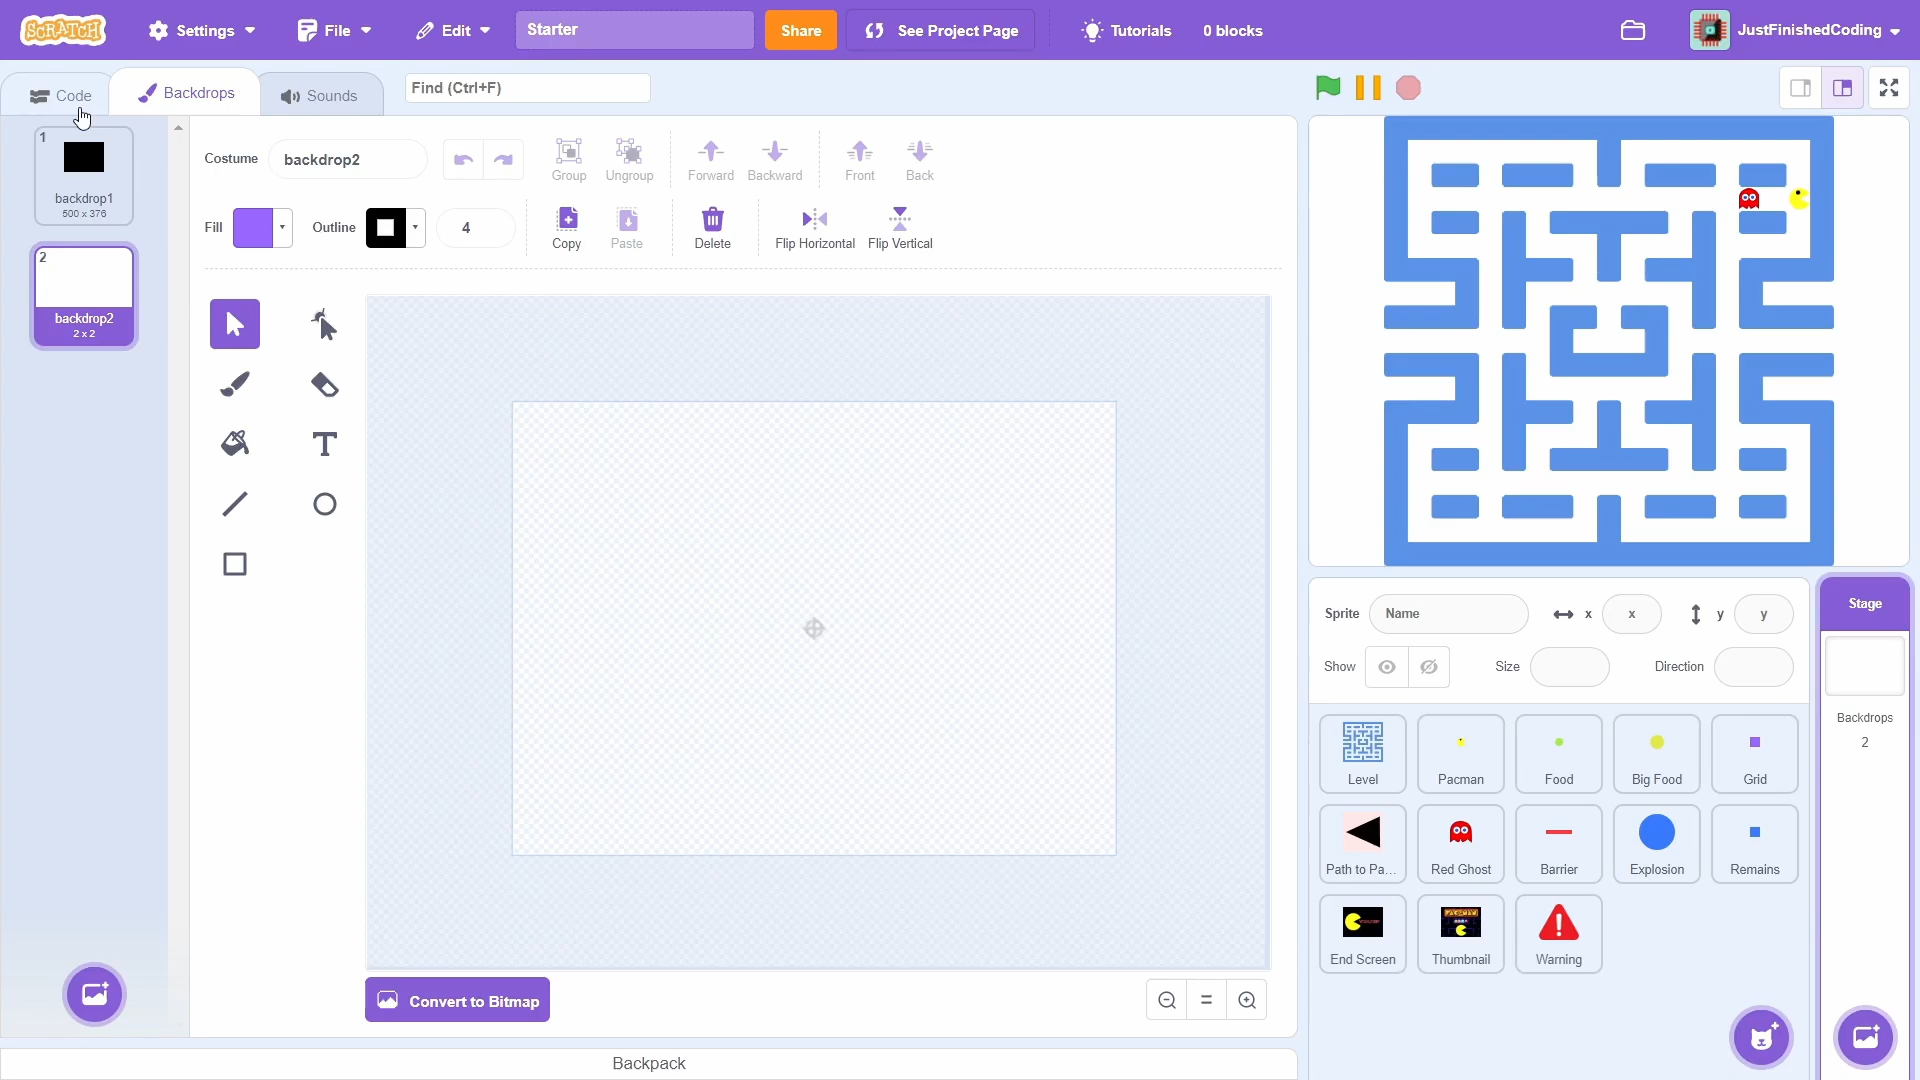 SCRATCH
Settings
File
Edit
Starter
Share
See Project Page
Tutorials
0 blocks
JustFinishedCoding
Code
Backdrops
Sounds
Find (Ctrl+F)
1
backdrop1
500 x 376
2
backdrop2
2 x 2
Costume
backdrop2
Group
Ungroup
Forward
Backward
Front
Back
Fill
Outline
4
Copy
Paste
Delete
Flip Horizontal
Flip Vertical
T
Convert to Bitmap
Backpack
Sprite
Name
x
x
y
y
Show
Size
Direction
Stage
Backdrops
2
Level
Pacman
Food
Big Food
Grid
Path to Pa...
Red Ghost
Barrier
Explosion
Remains
End Screen
Thumbnail
Warning